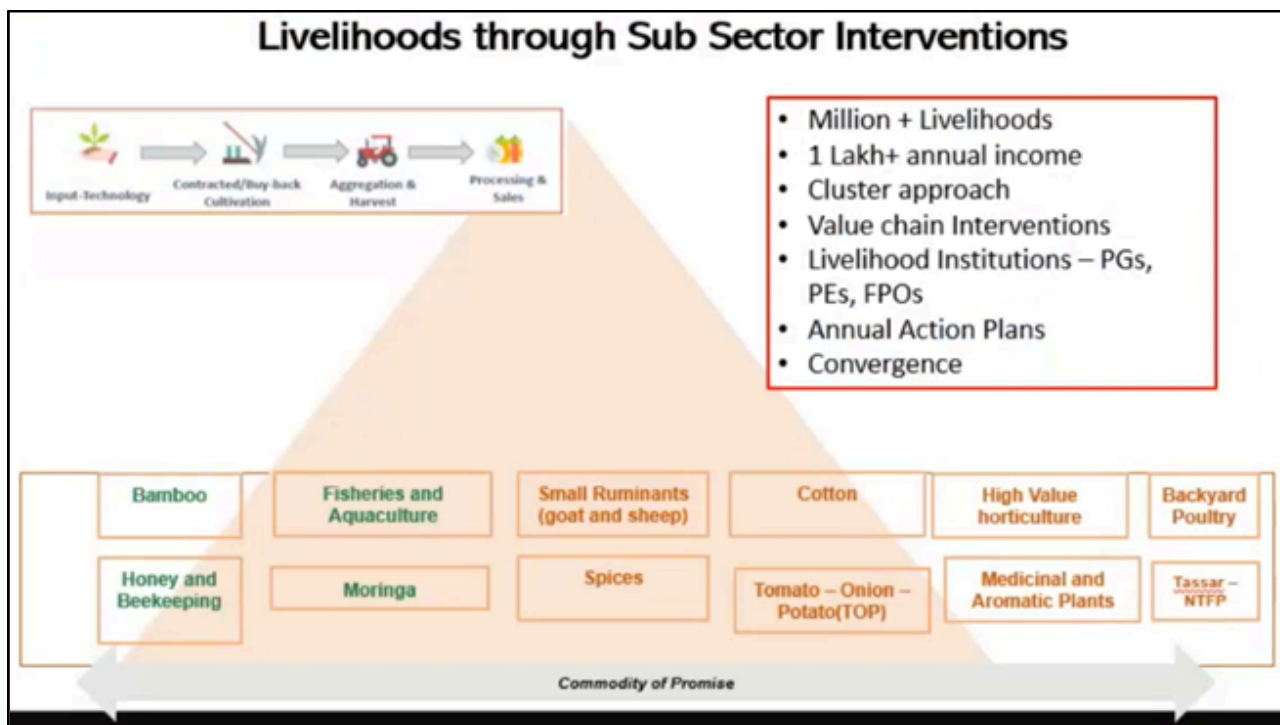 Livelihoods through Sub Sector Interventions
Input-Technology
Contracted/Buy-back
Cultivation
Aggregation &
Harvest
Processing &
Sales
• Million + Livelihoods
• 1 Lakh+ annual income
• Cluster approach
• Value chain Interventions
• Livelihood Institutions – PGs,
PEs, FPOs
• Annual Action Plans
• Convergence
Bamboo
Fisheries and
Aquaculture
Small Ruminants
(goat and sheep)
Cotton
High Value
horticulture
Backyard
Poultry
Honey and
Beekeeping
Moringa
Spices
Tomato – Onion –
Potato(TOP)
Medicinal and
Aromatic Plants
Tassar –
NTFP
Commodity of Promise